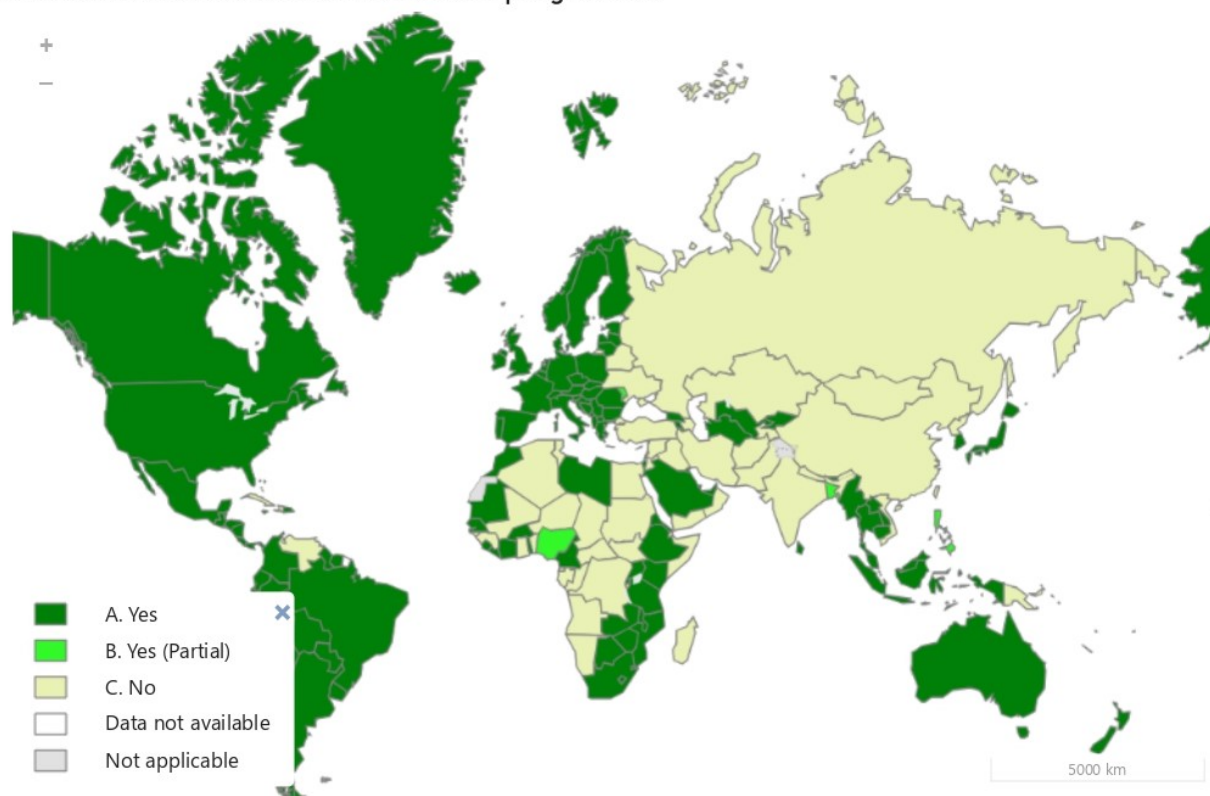 +
−
A. Yes
B. Yes (Partial)
C. No
Data not available
Not applicable
5000 km